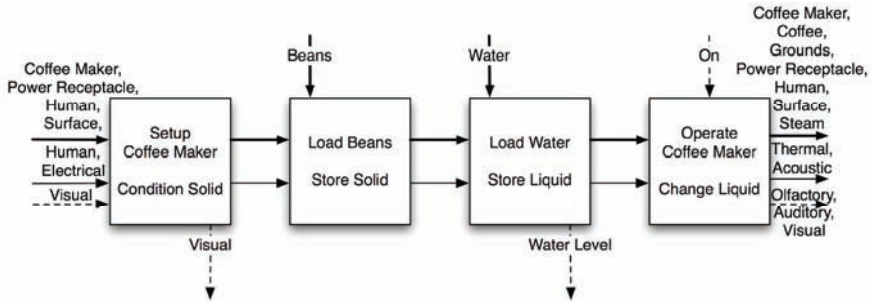 Coffee Maker,
Power Receptacle,
Human,
Surface,
Human,
Electrical
Visual
Setup
Coffee Maker
Condition Solid
Visual
Beans
Load Beans
Store Solid
Water
Load Water
Store Liquid
Water Level
On
Operate
Coffee Maker
Change Liquid
Coffee Maker,
Coffee,
Grounds,
Power Receptacle,
Human,
Surface,
Steam
Thermal,
Acoustic
Olfactory,
Auditory,
Visual